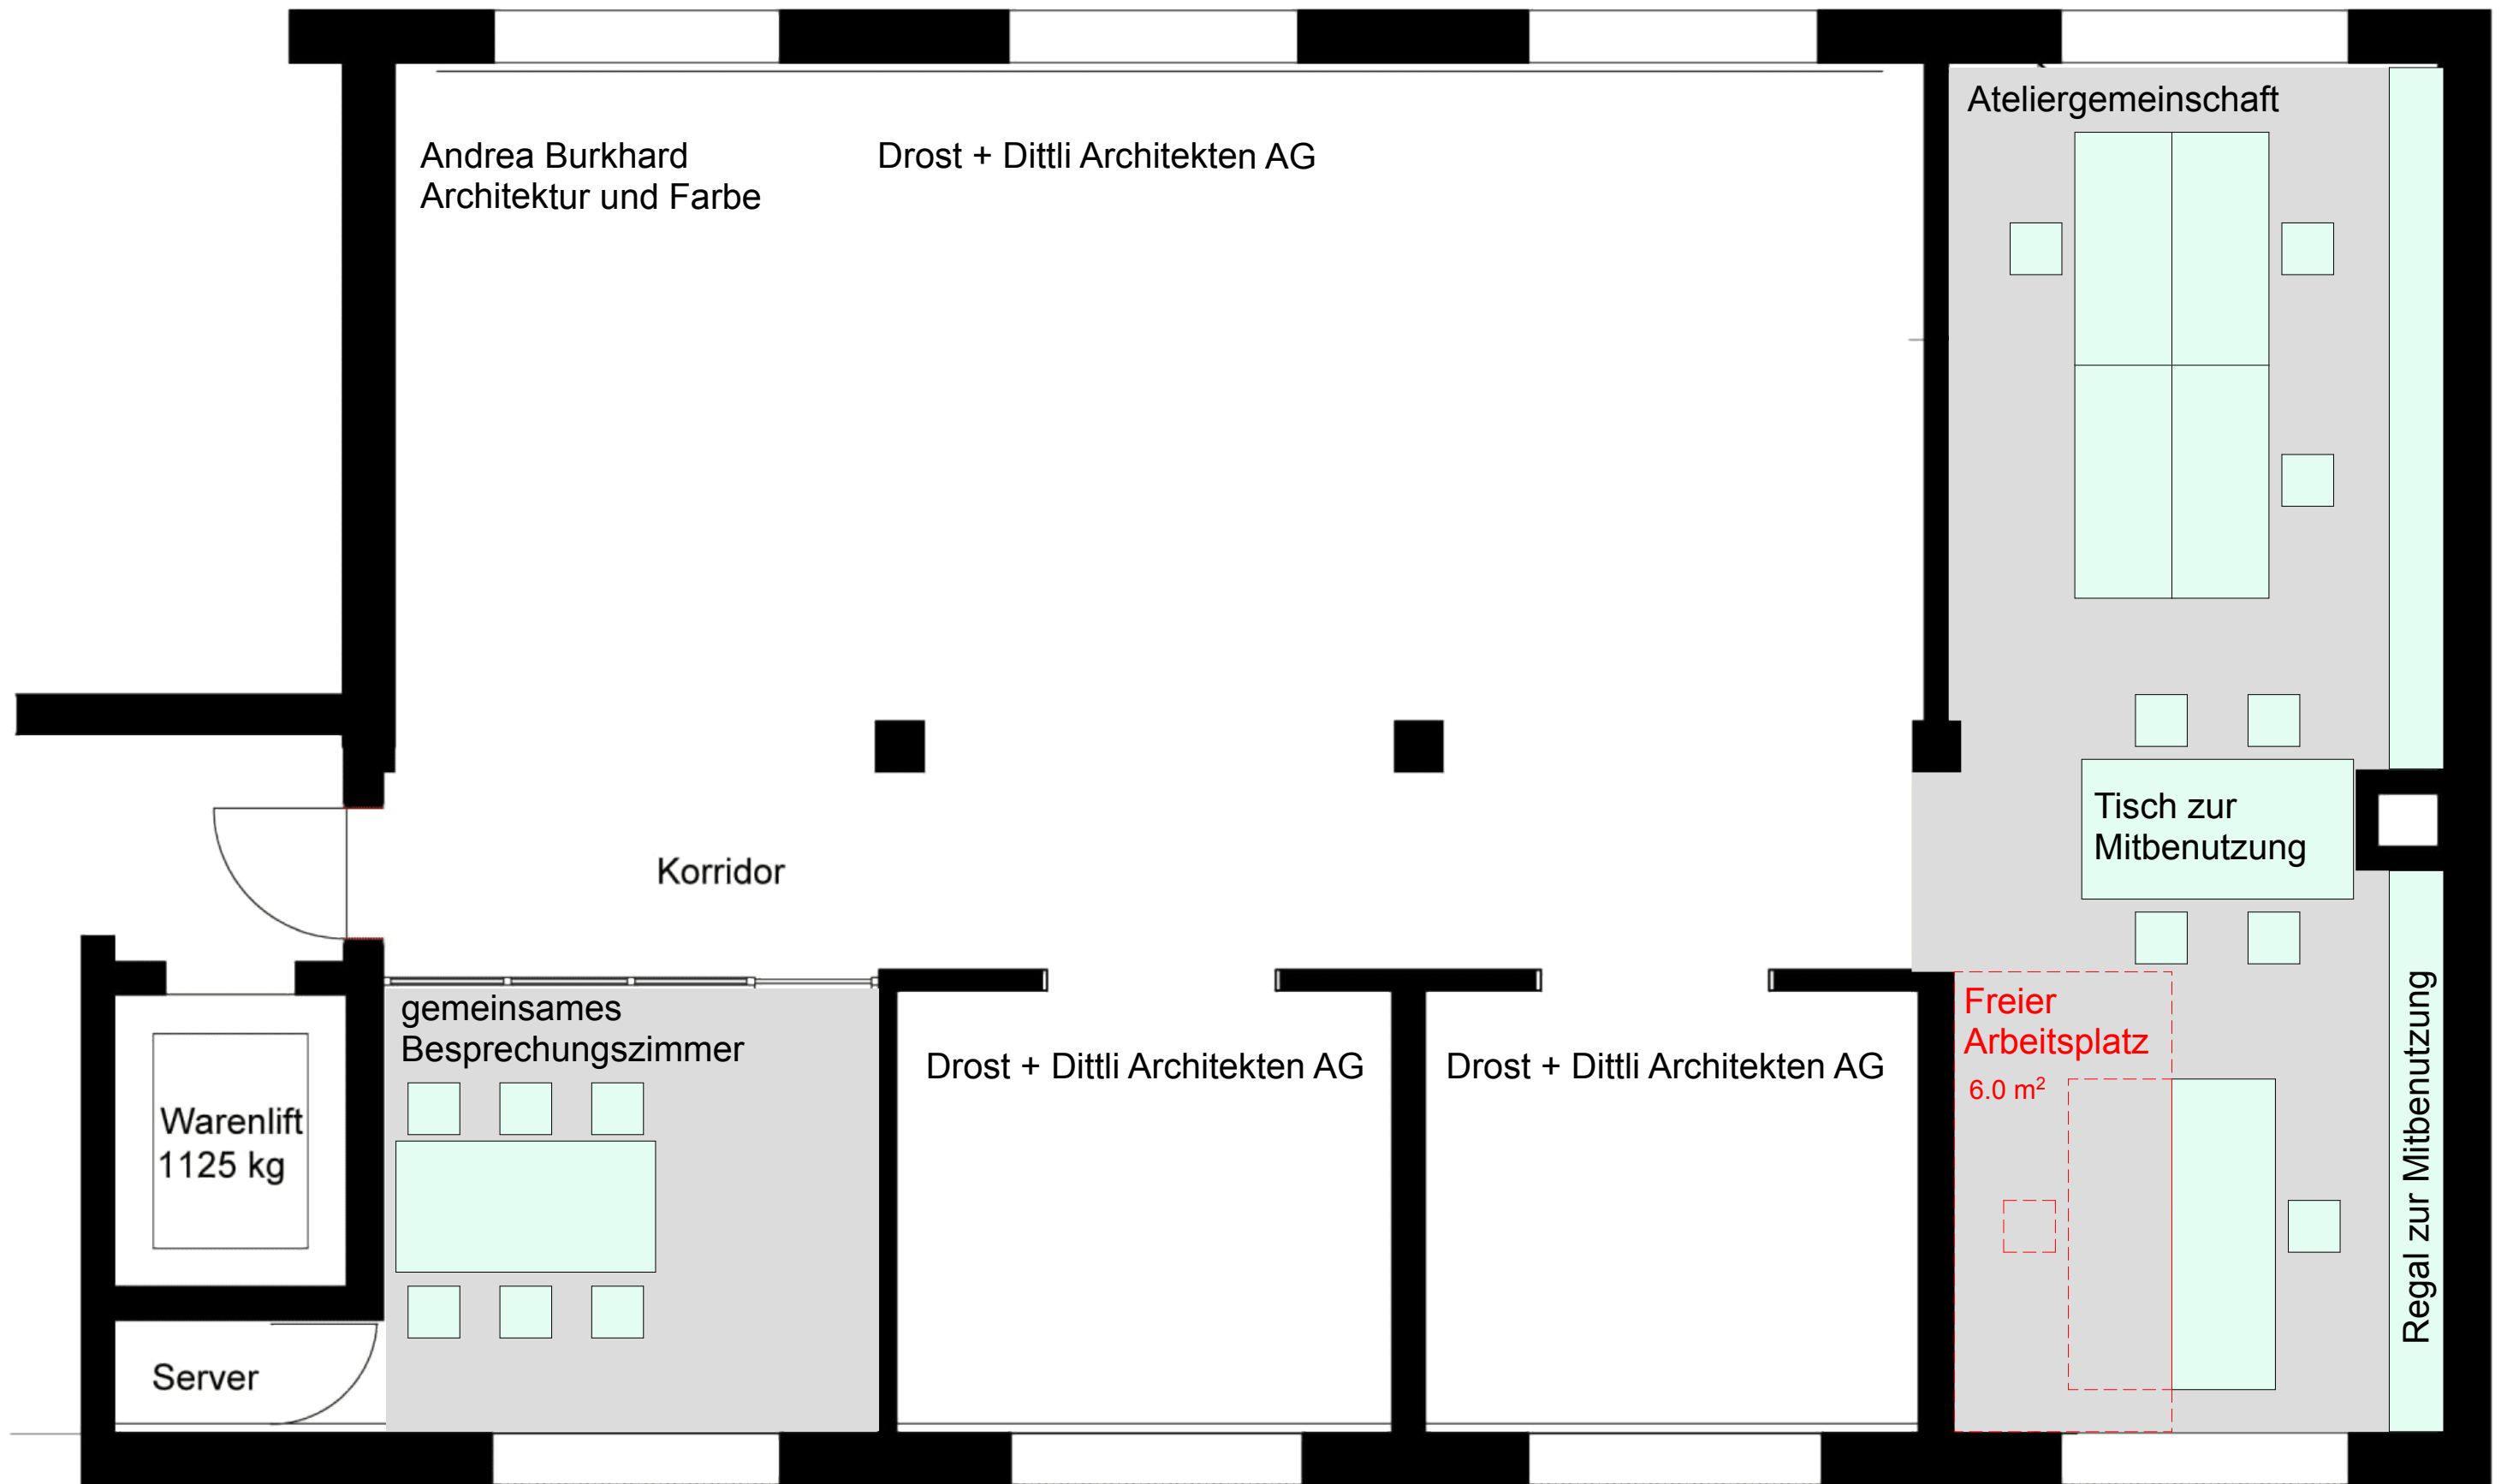 Ateliergemeinschaft
Andrea Burkhard
Architektur und Farbe
Drost + Dittli Architekten AG
Tisch zur
Mitbenutzung
Korridor
gemeinsames
Besprechungszimmer
Drost + Dittli Architekten AG
Drost + Dittli Architekten AG
Freier
Arbeitsplatz
6.0 m²
Regal zur Mitbenutzung
Warenlift
1125 kg
Server